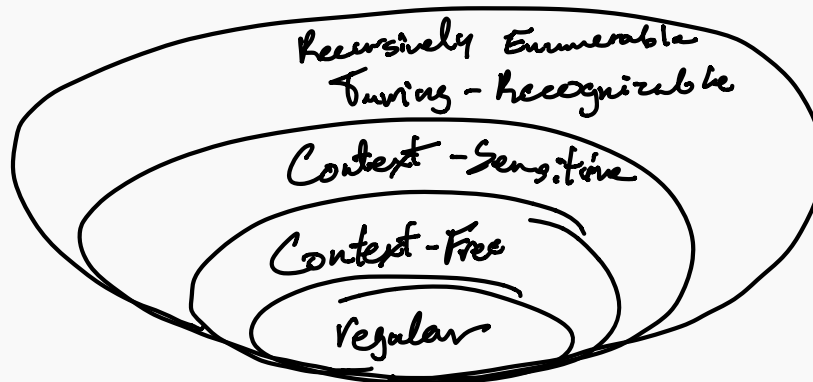 Recursively Enumerable
Turing - Recognizable
Context - Sensitive
Context - Free
regular